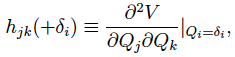 h_{jk}(+\delta_i) \equiv \frac{\partial^2 V}{\partial Q_j \partial Q_k}|_{Q_i=\delta_i},